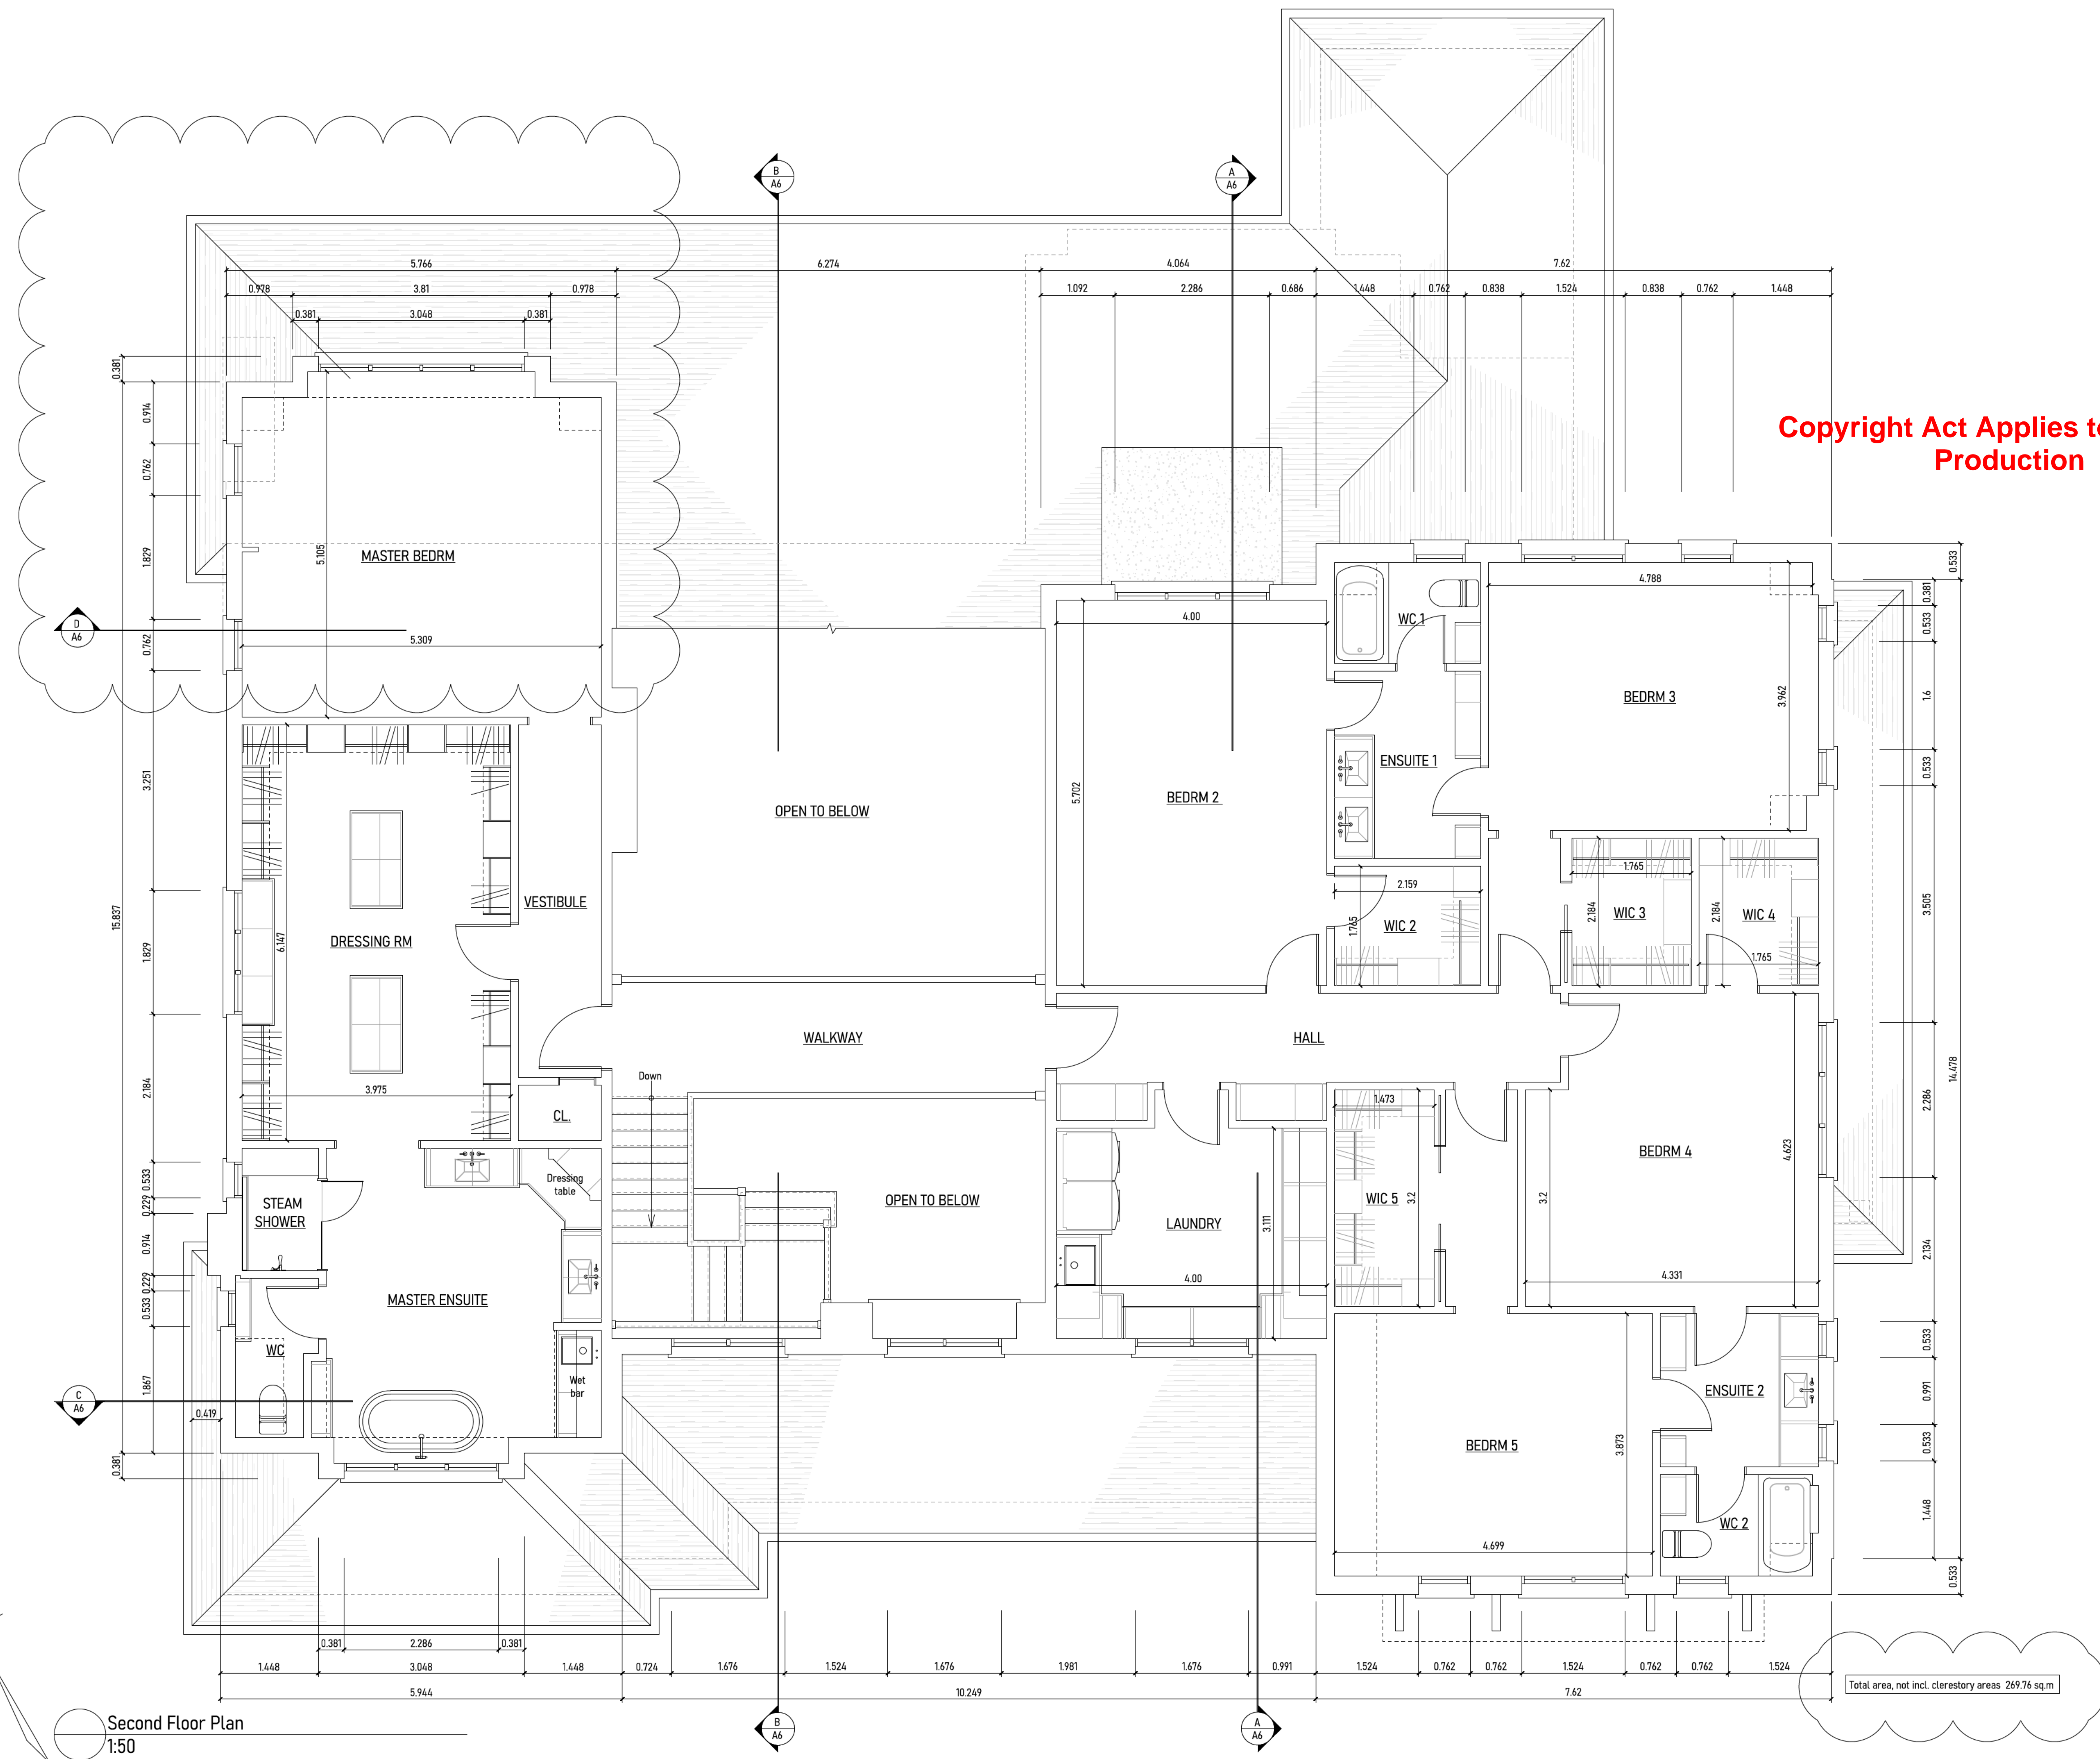 B
A6
A
A6
5.766
6.274
4.064
7.62
0.978
3.81
0.978
1.092
2.286
0.686
1.448
0.762
0.838
1.524
0.838
0.762
1.448
0.381
3.048
0.381
Copyright Act Applies to
Production
0.381
0.914
0.762
1.829
0.762
3.251
15.837
1.829
2.184
0.533
0.229
0.914
0.229
0.533
1.867
0.381
0.419
D
A6
C
A6
MASTER BEDRM
5.105
5.309
DRESSING RM
6.147
3.975
VESTIBULE
CL.
STEAM
SHOWER
Dressing
table
MASTER ENSUITE
WC
Wet
bar
OPEN TO BELOW
WALKWAY
Down
OPEN TO BELOW
4.00
5.702
BEDRM 2
WC 1
ENSUITE 1
2.159
1.765
WIC 2
4.788
3.962
BEDRM 3
1.765
2.184
WIC 3
2.184
WIC 4
1.765
HALL
LAUNDRY
3.111
4.00
1.473
WIC 5
3.2
3.2
BEDRM 4
4.623
4.331
BEDRM 5
3.873
4.699
ENSUITE 2
WC 2
0.533
0.381
0.533
1.6
0.533
3.505
14.478
2.286
2.134
0.533
0.991
0.533
1.448
0.533
0.381
2.286
0.381
1.448
3.048
1.448
0.724
1.676
1.524
1.676
1.981
1.676
0.991
1.524
0.762
0.762
1.524
0.762
0.762
1.524
5.944
10.249
7.62
Total area, not incl. clerestory areas 269.76 sq.m
Second Floor Plan
1:50
B
A6
A
A6